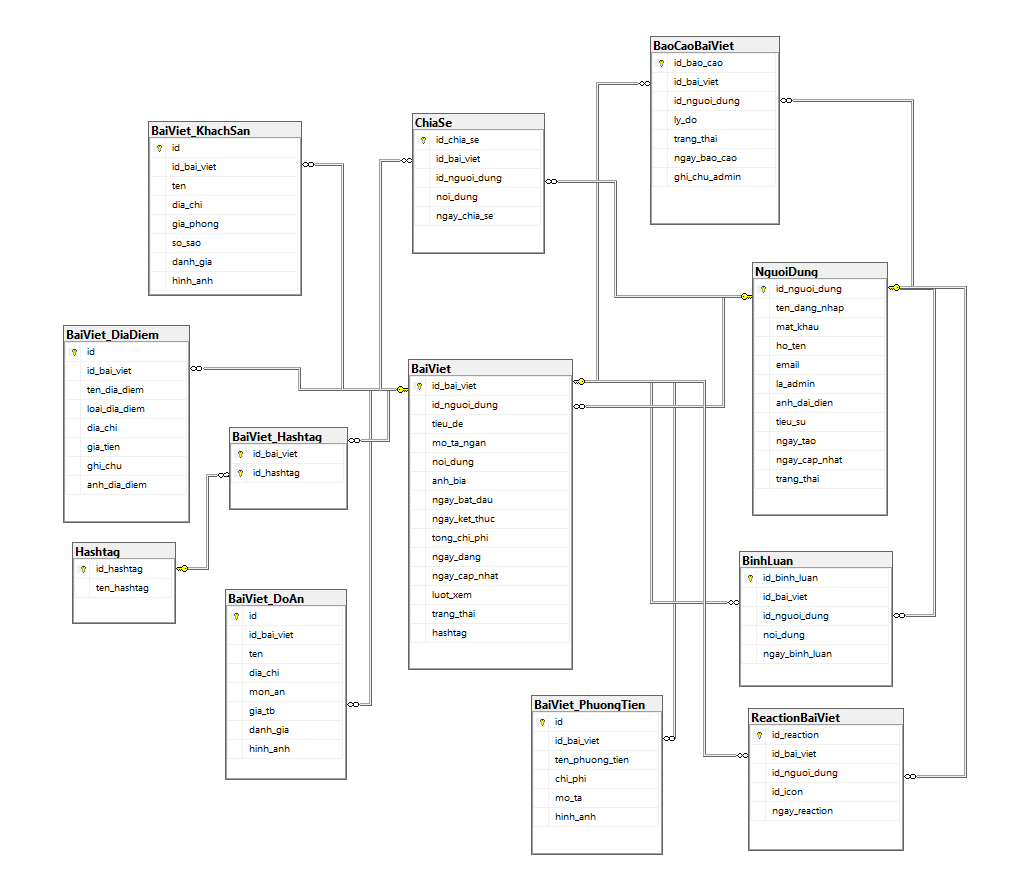 BaoCaoBaiViet
id_bao_cao
id_bai_viet
id_nguoi_dung
ly_do
trang_thai
ngay_bao_cao
ghi_chu_admin
ChiaSe
id_chia_se
id_bai_viet
id_nguoi_dung
noi_dung
ngay_chia_se
BaiViet_KhachSan
id
id_bai_viet
ten
dia_chi
gia_phong
so_sao
danh_gia
hinh_anh
NguoiDung
id_nguoi_dung
ten_dang_nhap
mat_khau
ho_ten
email
la_admin
anh_dai_dien
tieu_su
ngay_tao
ngay_cap_nhat
trang_thai
BaiViet_DiaDiem
id
id_bai_viet
ten_dia_diem
loai_dia_diem
dia_chi
gia_tien
ghi_chu
anh_dia_diem
BaiViet
id_bai_viet
id_nguoi_dung
tieu_de
mo_ta_ngan
noi_dung
anh_bia
ngay_bat_dau
ngay_ket_thuc
tong_chi_phi
ngay_dang
ngay_cap_nhat
luot_xem
trang_thai
hashtag
BaiViet_Hashtag
id_bai_viet
id_hashtag
Hashtag
id_hashtag
ten_hashtag
BinhLuan
id_binh_luan
id_bai_viet
id_nguoi_dung
noi_dung
ngay_binh_luan
BaiViet_DoAn
id
id_bai_viet
ten
dia_chi
mon_an
gia_tb
danh_gia
hinh_anh
BaiViet_PhuongTien
id
id_bai_viet
ten_phuong_tien
chi_phi
mo_ta
hinh_anh
ReactionBaiViet
id_reaction
id_bai_viet
id_nguoi_dung
id_icon
ngay_reaction